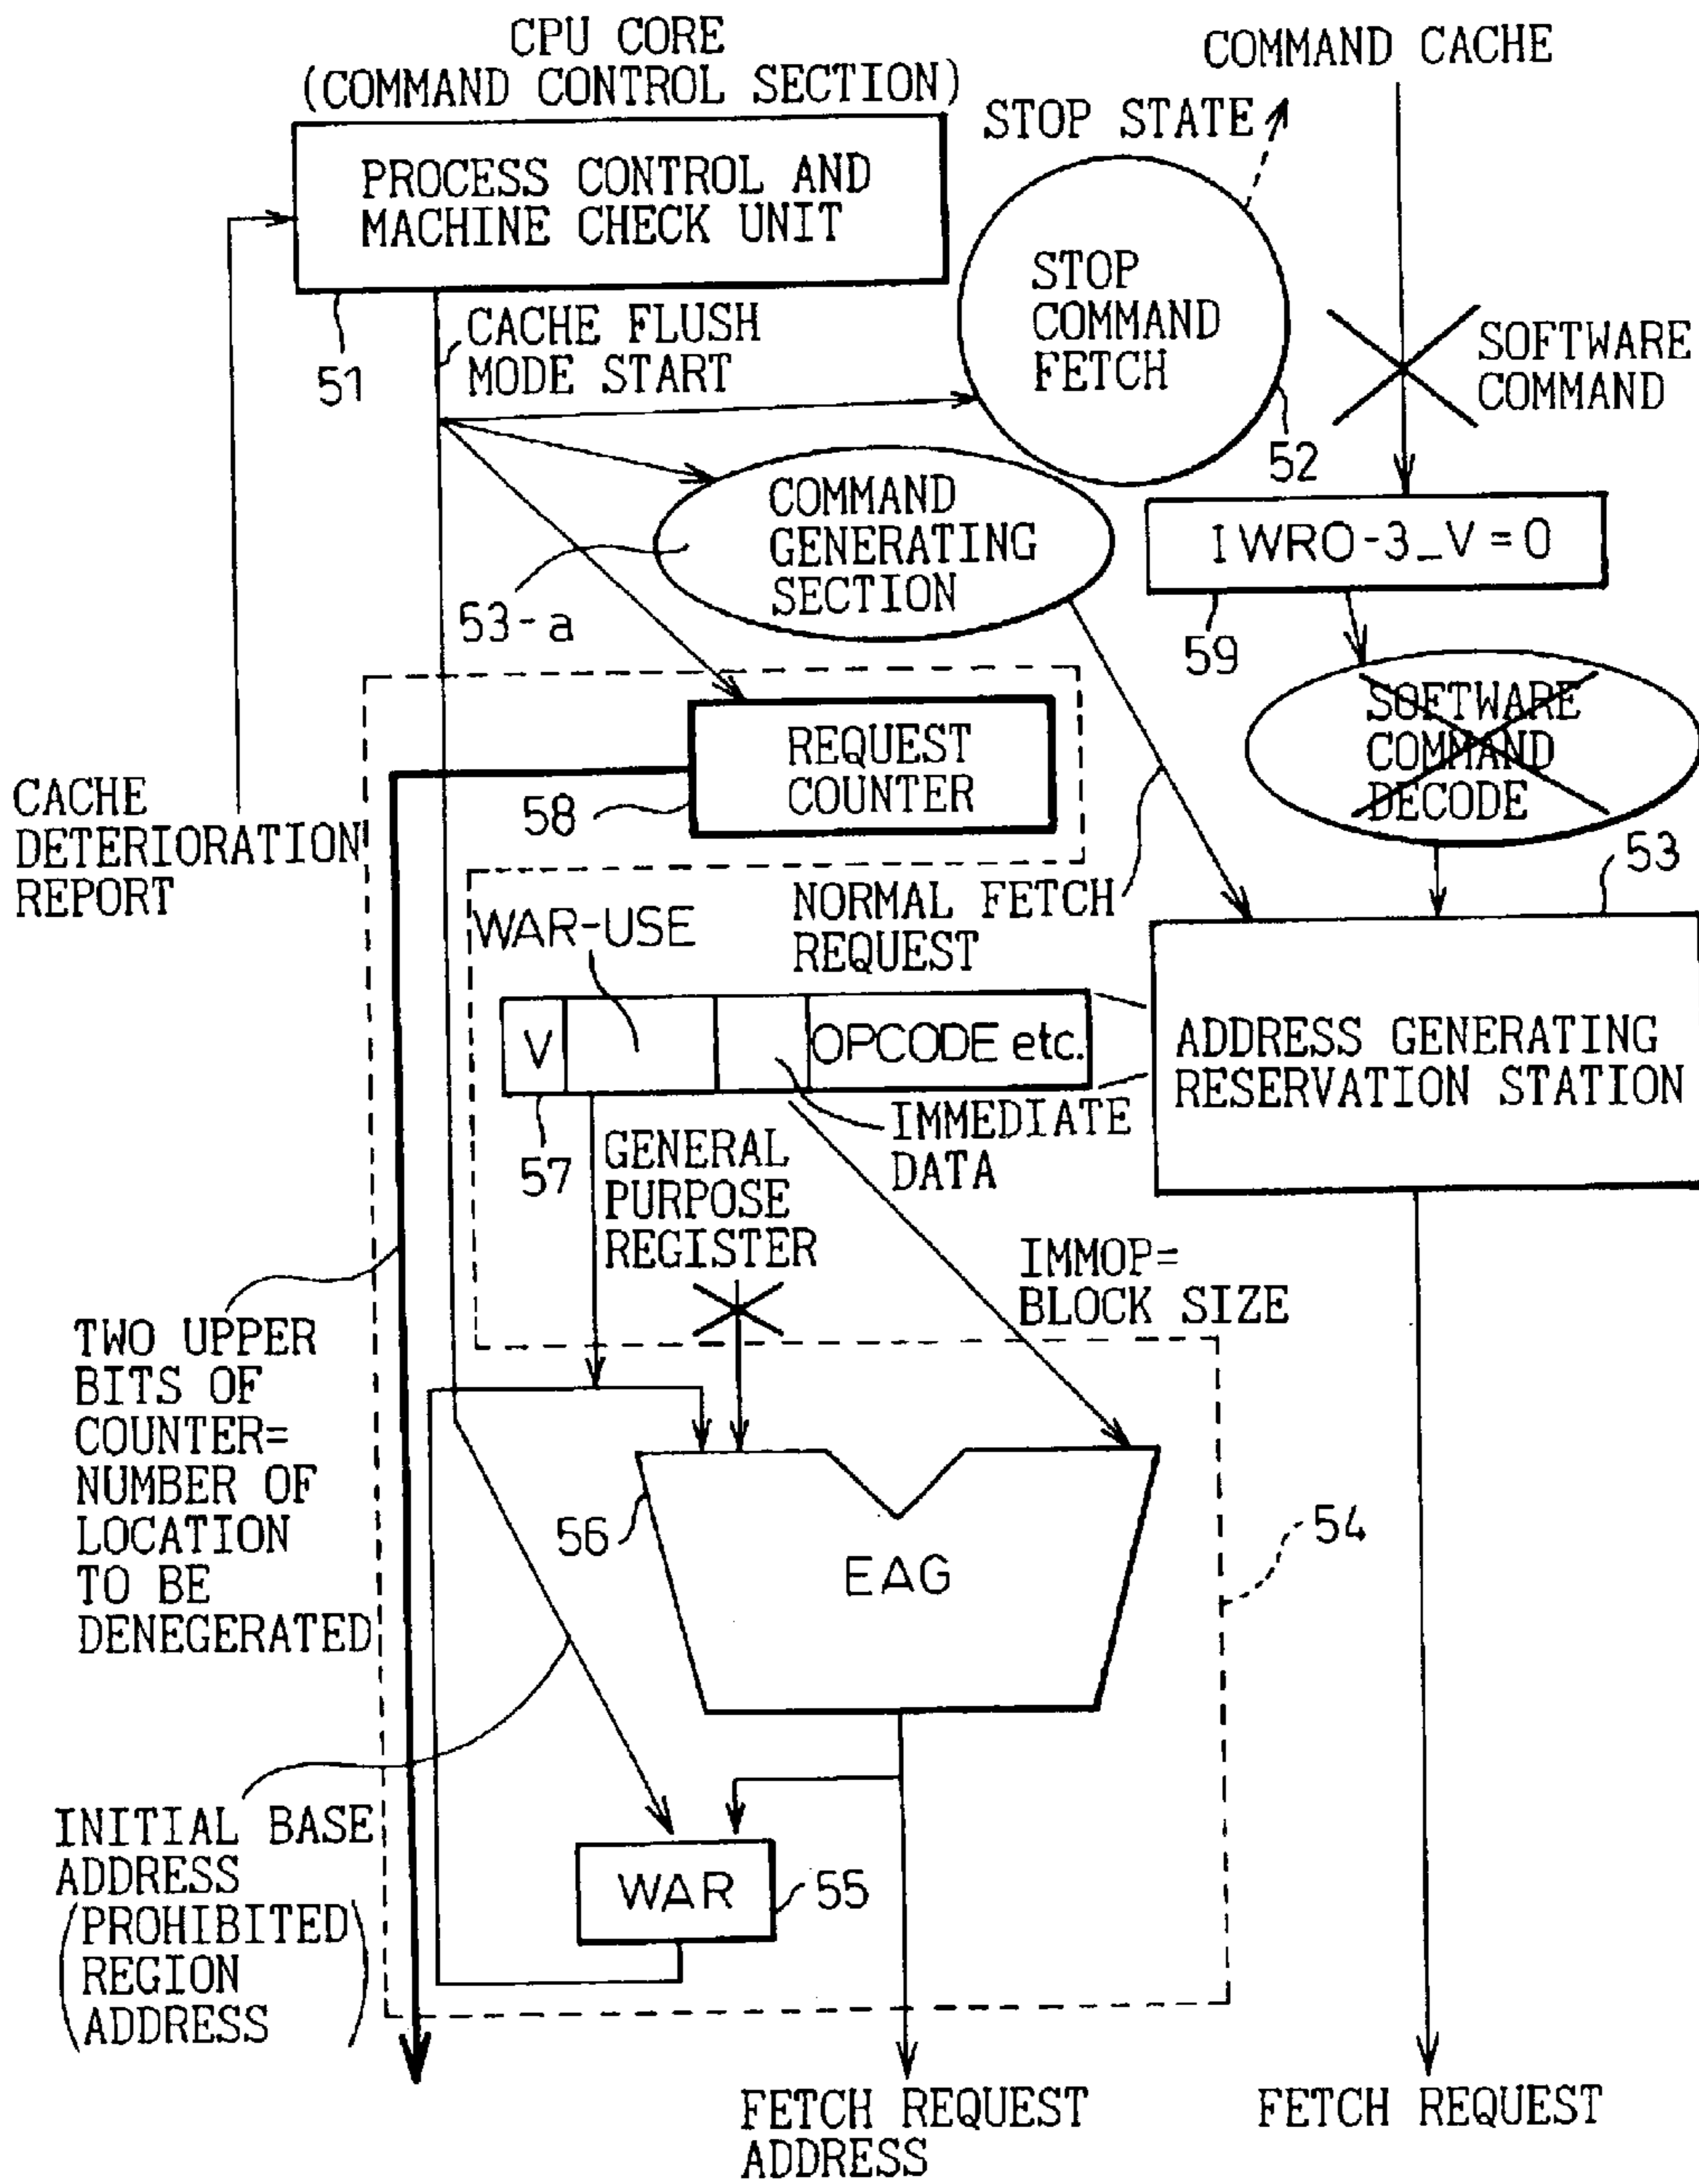 CPU CORE
(COMMAND CONTROL SECTION)
COMMAND CACHE
STOP STATE
PROCESS CONTROL AND
MACHINE CHECK UNIT
51
CACHE FLUSH
MODE START
STOP
COMMAND
FETCH
52
SOFTWARE
COMMAND
COMMAND
GENERATING
SECTION
53-a
IWRO-3_V=0
59
SOFTWARE
COMMAND
DECODE
53
REQUEST
COUNTER
58
CACHE
DETERIORATION
REPORT
NORMAL FETCH
REQUEST
WAR-USE
V
OPCODE etc.
57
IMMEDIATE
DATA
ADDRESS GENERATING
RESERVATION STATION
GENERAL
PURPOSE
REGISTER
IMMOP=
BLOCK SIZE
TWO UPPER
BITS OF
COUNTER=
NUMBER OF
LOCATION
TO BE
DENEGERATED
56
EAG
54
INITIAL BASE
ADDRESS
(PROHIBITED
REGION
ADDRESS)
WAR
55
FETCH REQUEST
ADDRESS
FETCH REQUEST